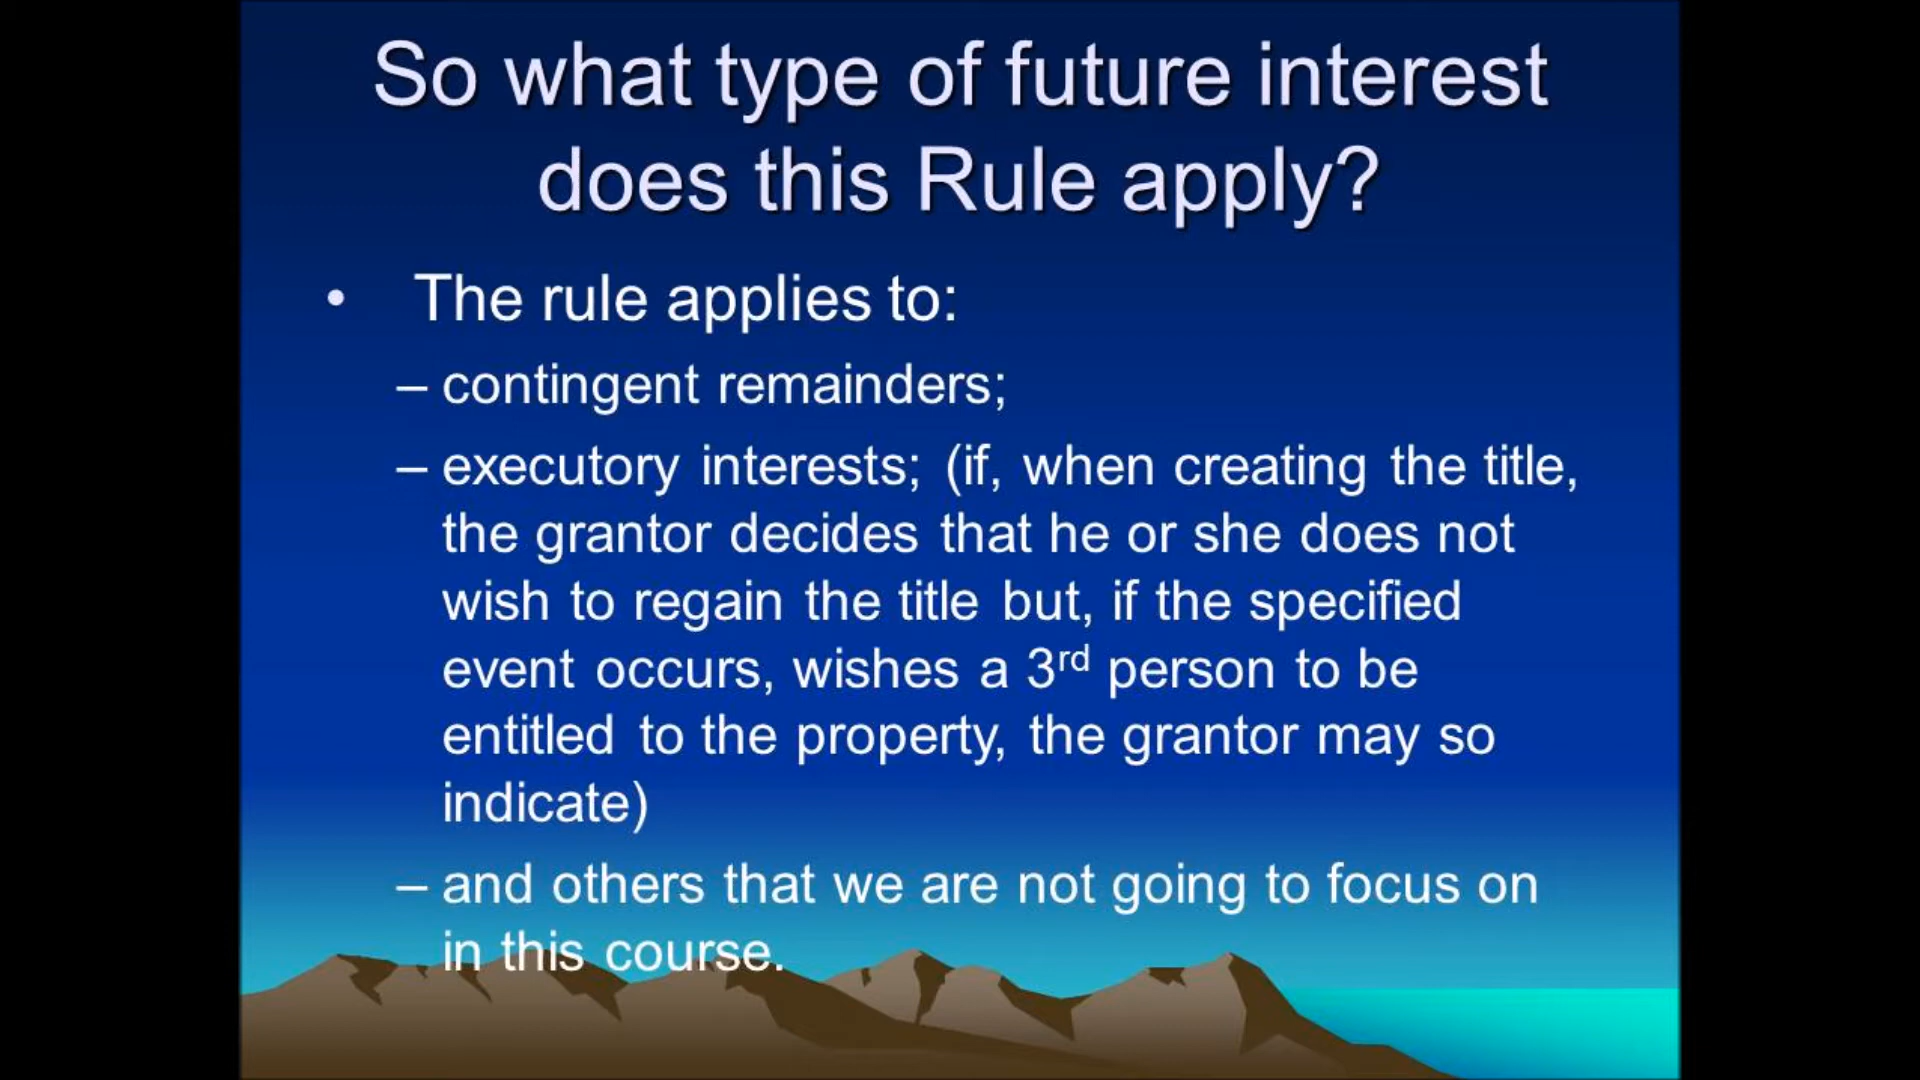 So what type of future interest
does this Rule apply?
• The rule applies to:
– contingent remainders;
– executory interests; (if, when creating the title,
the grantor decides that he or she does not
wish to regain the title but, if the specified
event occurs, wishes a 3rd person to be
entitled to the property, the grantor may so
indicate)
– and others that we are not going to focus on
in this course.